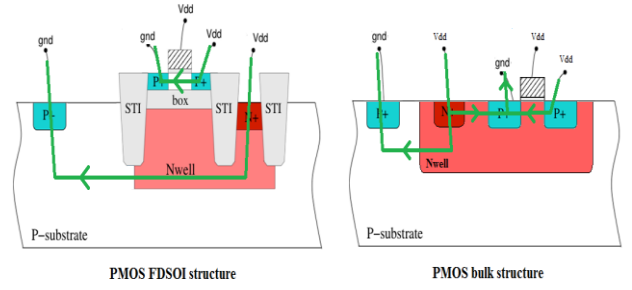 Vdd
gnd
gnd
Vdd
Vdd
P+
P+
P+
N+
STI
box
STI
STI
Nwell
P-substrate
PMOS FDSOI structure
gnd
Vdd
gnd
Vdd
Vdd
P+
N+
P+
P+
Nwell
P-substrate
PMOS bulk structure